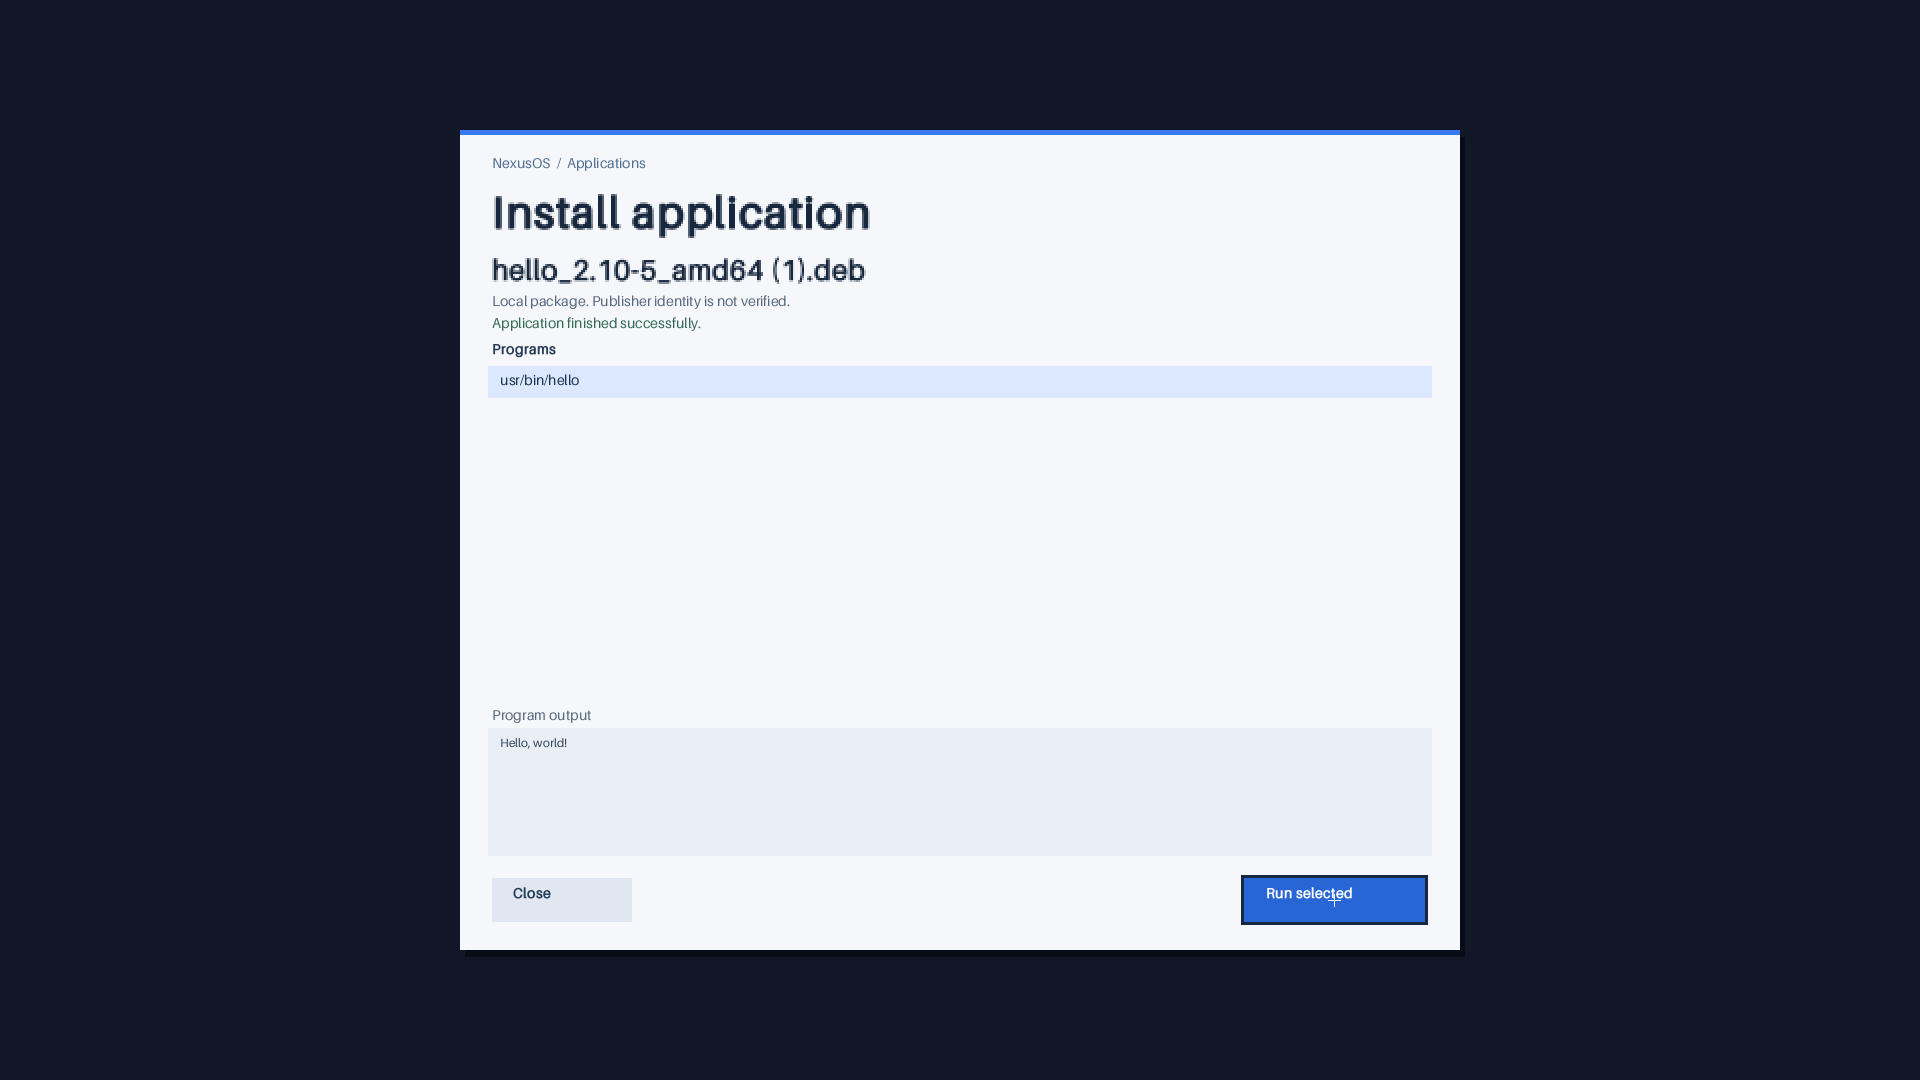 NexusOS / Applications
Install application
hello_2.10-5_amd64 (1).deb
Local package. Publisher identity is not verified.
Application finished successfully.
Programs
usr/bin/hello
Program output
Hello, world!
Close
Run selected